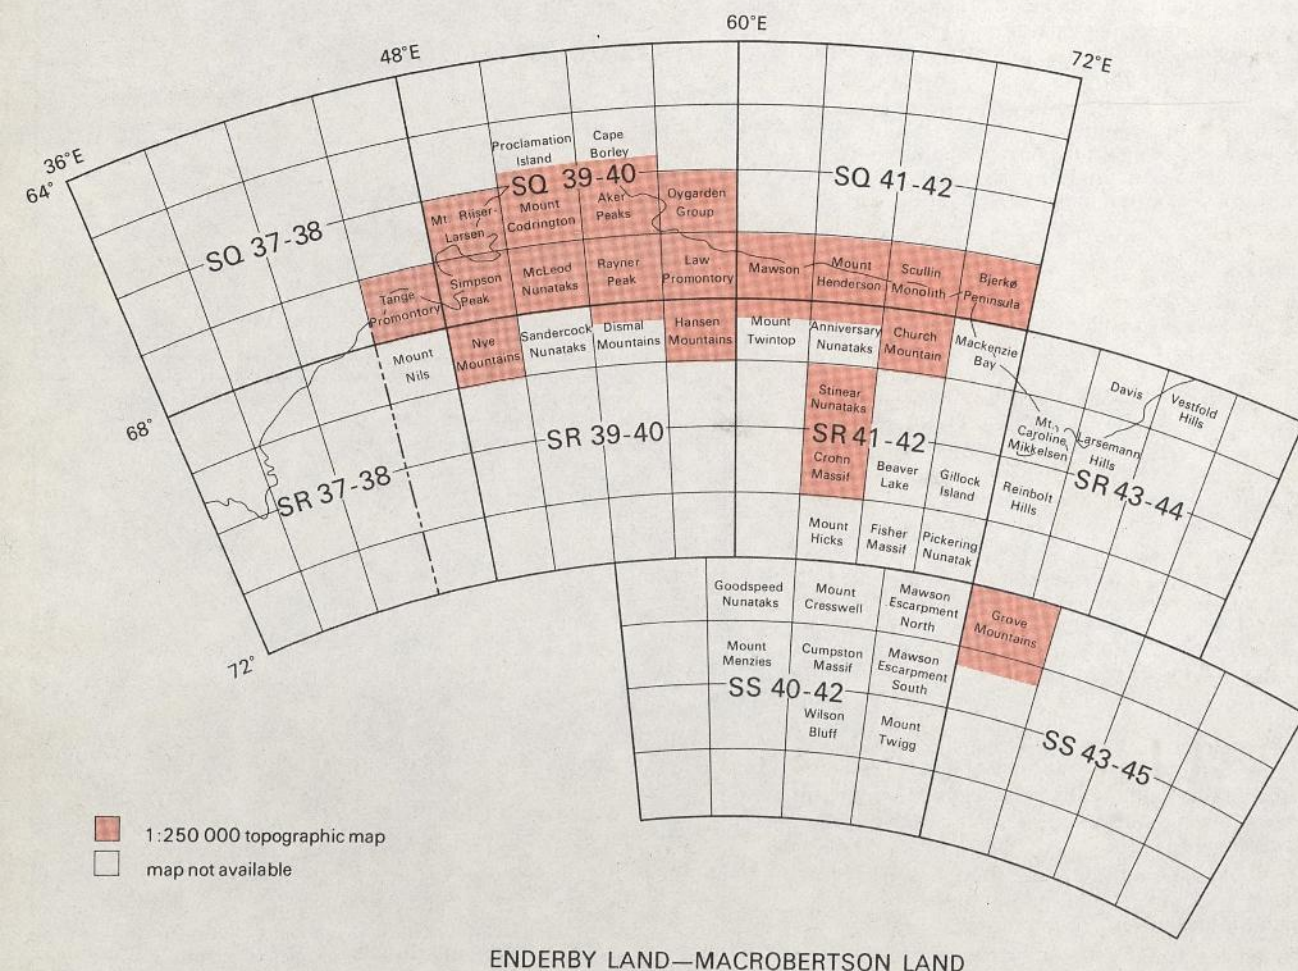 60°E
48°E
72°E
36°E
64°
Proclamation
Island
Cape
Borley
SQ 39-40
SQ 41-42
Mt. Riiser-
Larsen
Mount
Codrington
Aker
Peaks
Oygarden
Group
SQ 37-38
Tange
Promontory
Simpson
Peak
McLeod
Nunataks
Rayner
Peak
Law
Promontory
Mawson
Mount
Henderson
Scullin
Monolith
Bjerkø
Peninsula
68°
Mount
Nils
Nye
Mountains
Sandercock
Nunataks
Dismal
Mountains
Hansen
Mountains
Mount
Twintop
Anniversary
Nunataks
Church
Mountain
Mackenzie
Bay
Davis
Vestfold
Hills
Stinear
Nunataks
SR 39-40
SR 41-42
Mt.
Caroline
Mikkelsen
Larsemann
Hills
SR 37-38
Crohn
Massif
Beaver
Lake
Gillock
Island
Reinbolt
Hills
SR 43-44
Mount
Hicks
Fisher
Massif
Pickering
Nunatak
72°
Goodspeed
Nunataks
Mount
Cresswell
Mawson
Escarpment
North
Grove
Mountains
Mount
Menzies
Cumpston
Massif
Mawson
Escarpment
South
SS 40-42
Wilson
Bluff
Mount
Twigg
SS 43-45
1:250 000 topographic map
map not available
ENDERBY LAND—MACROBERTSON LAND